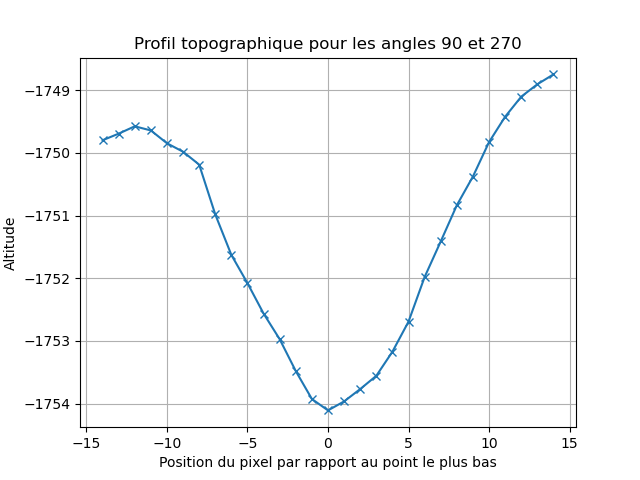 Profil topographique pour les angles 90 et 270
−1749
−1750
−1751
−1752
−1753
−1754
Altitude
−15 −10 −5 0 5 10 15
Position du pixel par rapport au point le plus bas